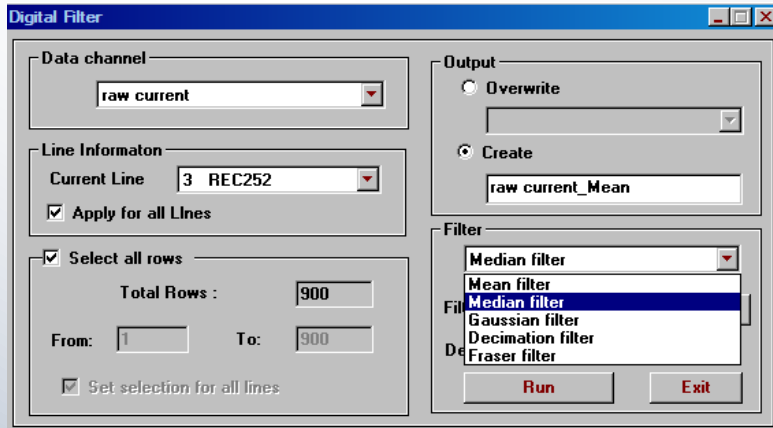 Digital Filter
Data channel
raw current
Line Informaton
Current Line
3 REC252
Apply for all LInes
Select all rows
Total Rows :
900
From:
1
To:
900
Set selection for all lines
Output
Overwrite
Create
raw current_Mean
Filter
Median filter
Mean filter
Median filter
Gaussian filter
Decimation filter
Fraser filter
Run
Exit